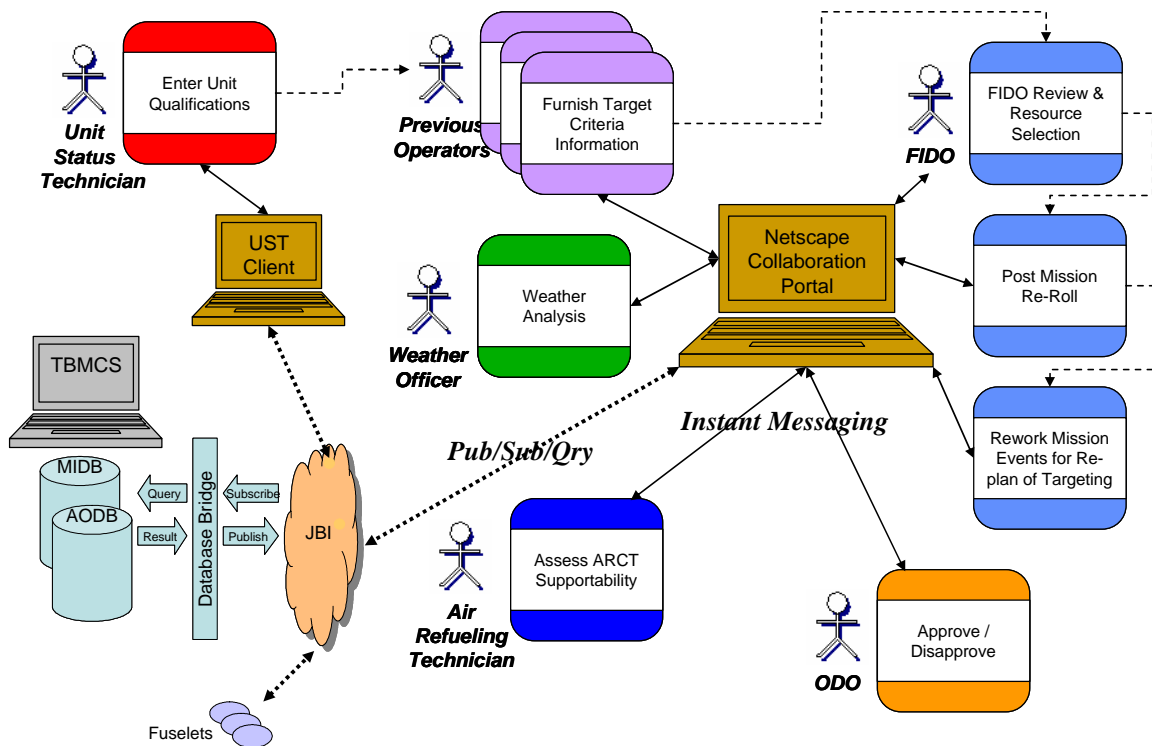 Enter Unit
Qualifications
Unit
Status
Technician
Previous
Operators
Furnish Target
Criteria
Information
FIDO
FIDO Review &
Resource
Selection
UST
Client
Netscape
Collaboration
Portal
Post Mission
Re-Roll
Weather
Analysis
Weather
Officer
TBMCS
Rework Mission
Events for Re-
plan of Targeting
Instant Messaging
Pub/Sub/Qry
MIDB
AODB
Query
Result
Database Bridge
Subscribe
Publish
JBI
Assess ARCT
Supportability
Air
Refueling
Technician
Approve /
Disapprove
ODO
Fuselets